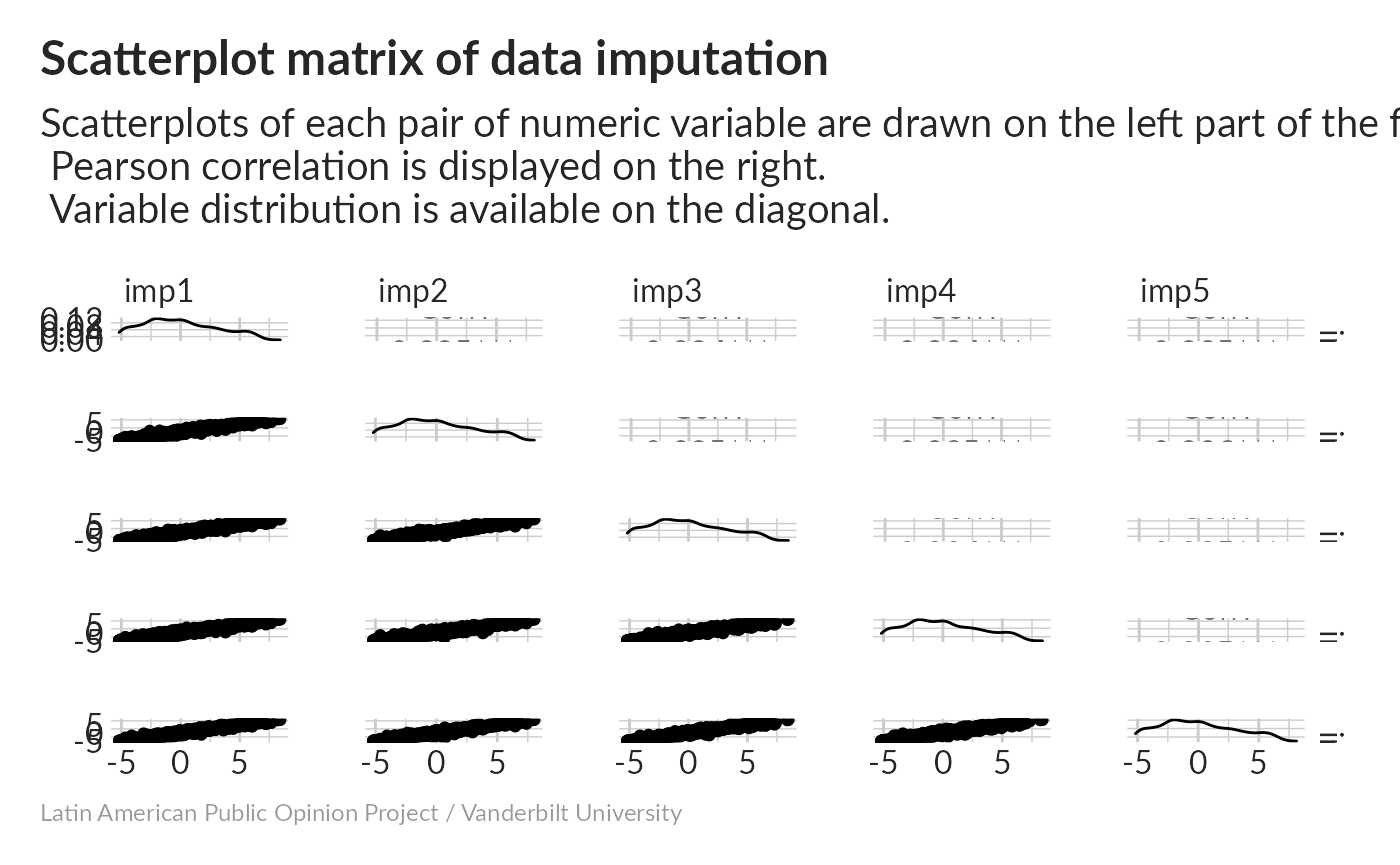 Scatterplot matrix of data imputation
Scatterplots of each pair of numeric variable are drawn on the left part of the f
Pearson correlation is displayed on the right.
Variable distribution is available on the diagonal.
imp1 imp2 imp3 imp4 imp5
0.12
0.00
5
0
-5
5
0
-5
5
0
-5
5
0
-5
-5 0 5 -5 0 5 -5 0 5 -5 0 5 -5 0 5
Latin American Public Opinion Project / Vanderbilt University